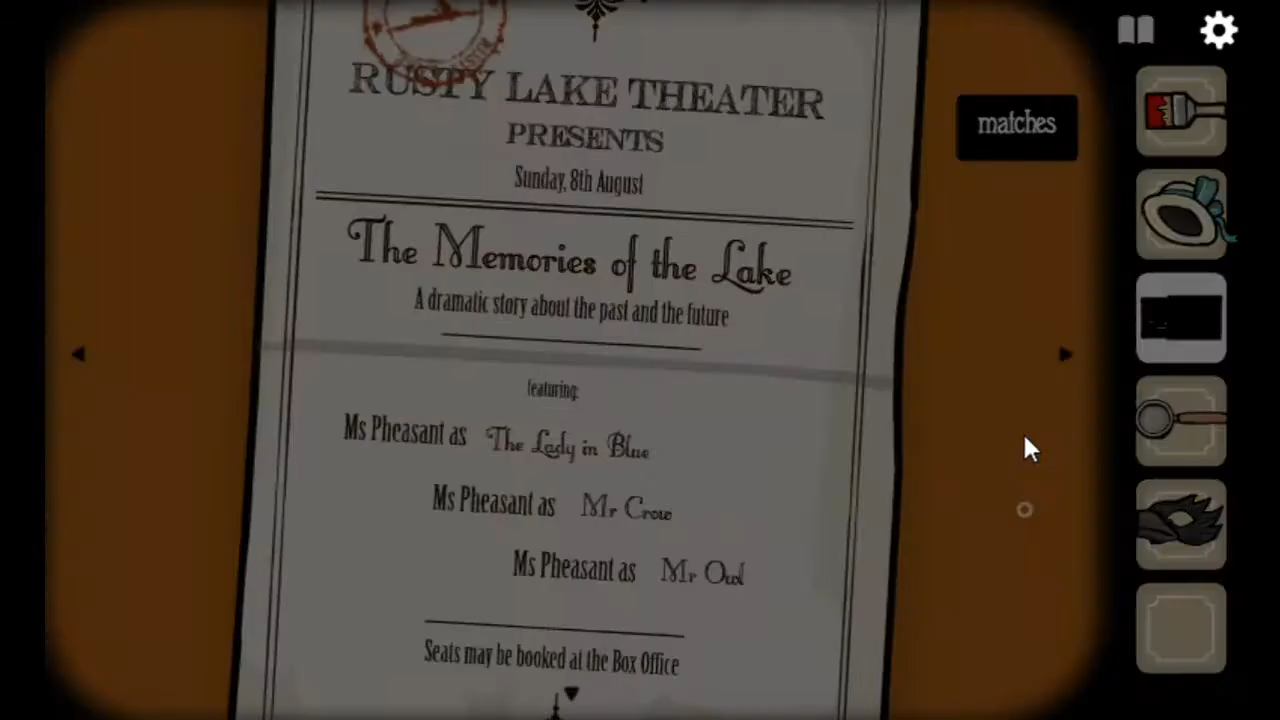 RUSTY LAKE THEATER
PRESENTS
Sunday, 8th August
The Memories of the Lake
A dramatic story about the past and the future
featuring:
Ms Pheasant as The Lady in Blue
Ms Pheasant as Mr Crow
Ms Pheasant as Mr Owl
Seats may be booked at the Box Office
matches